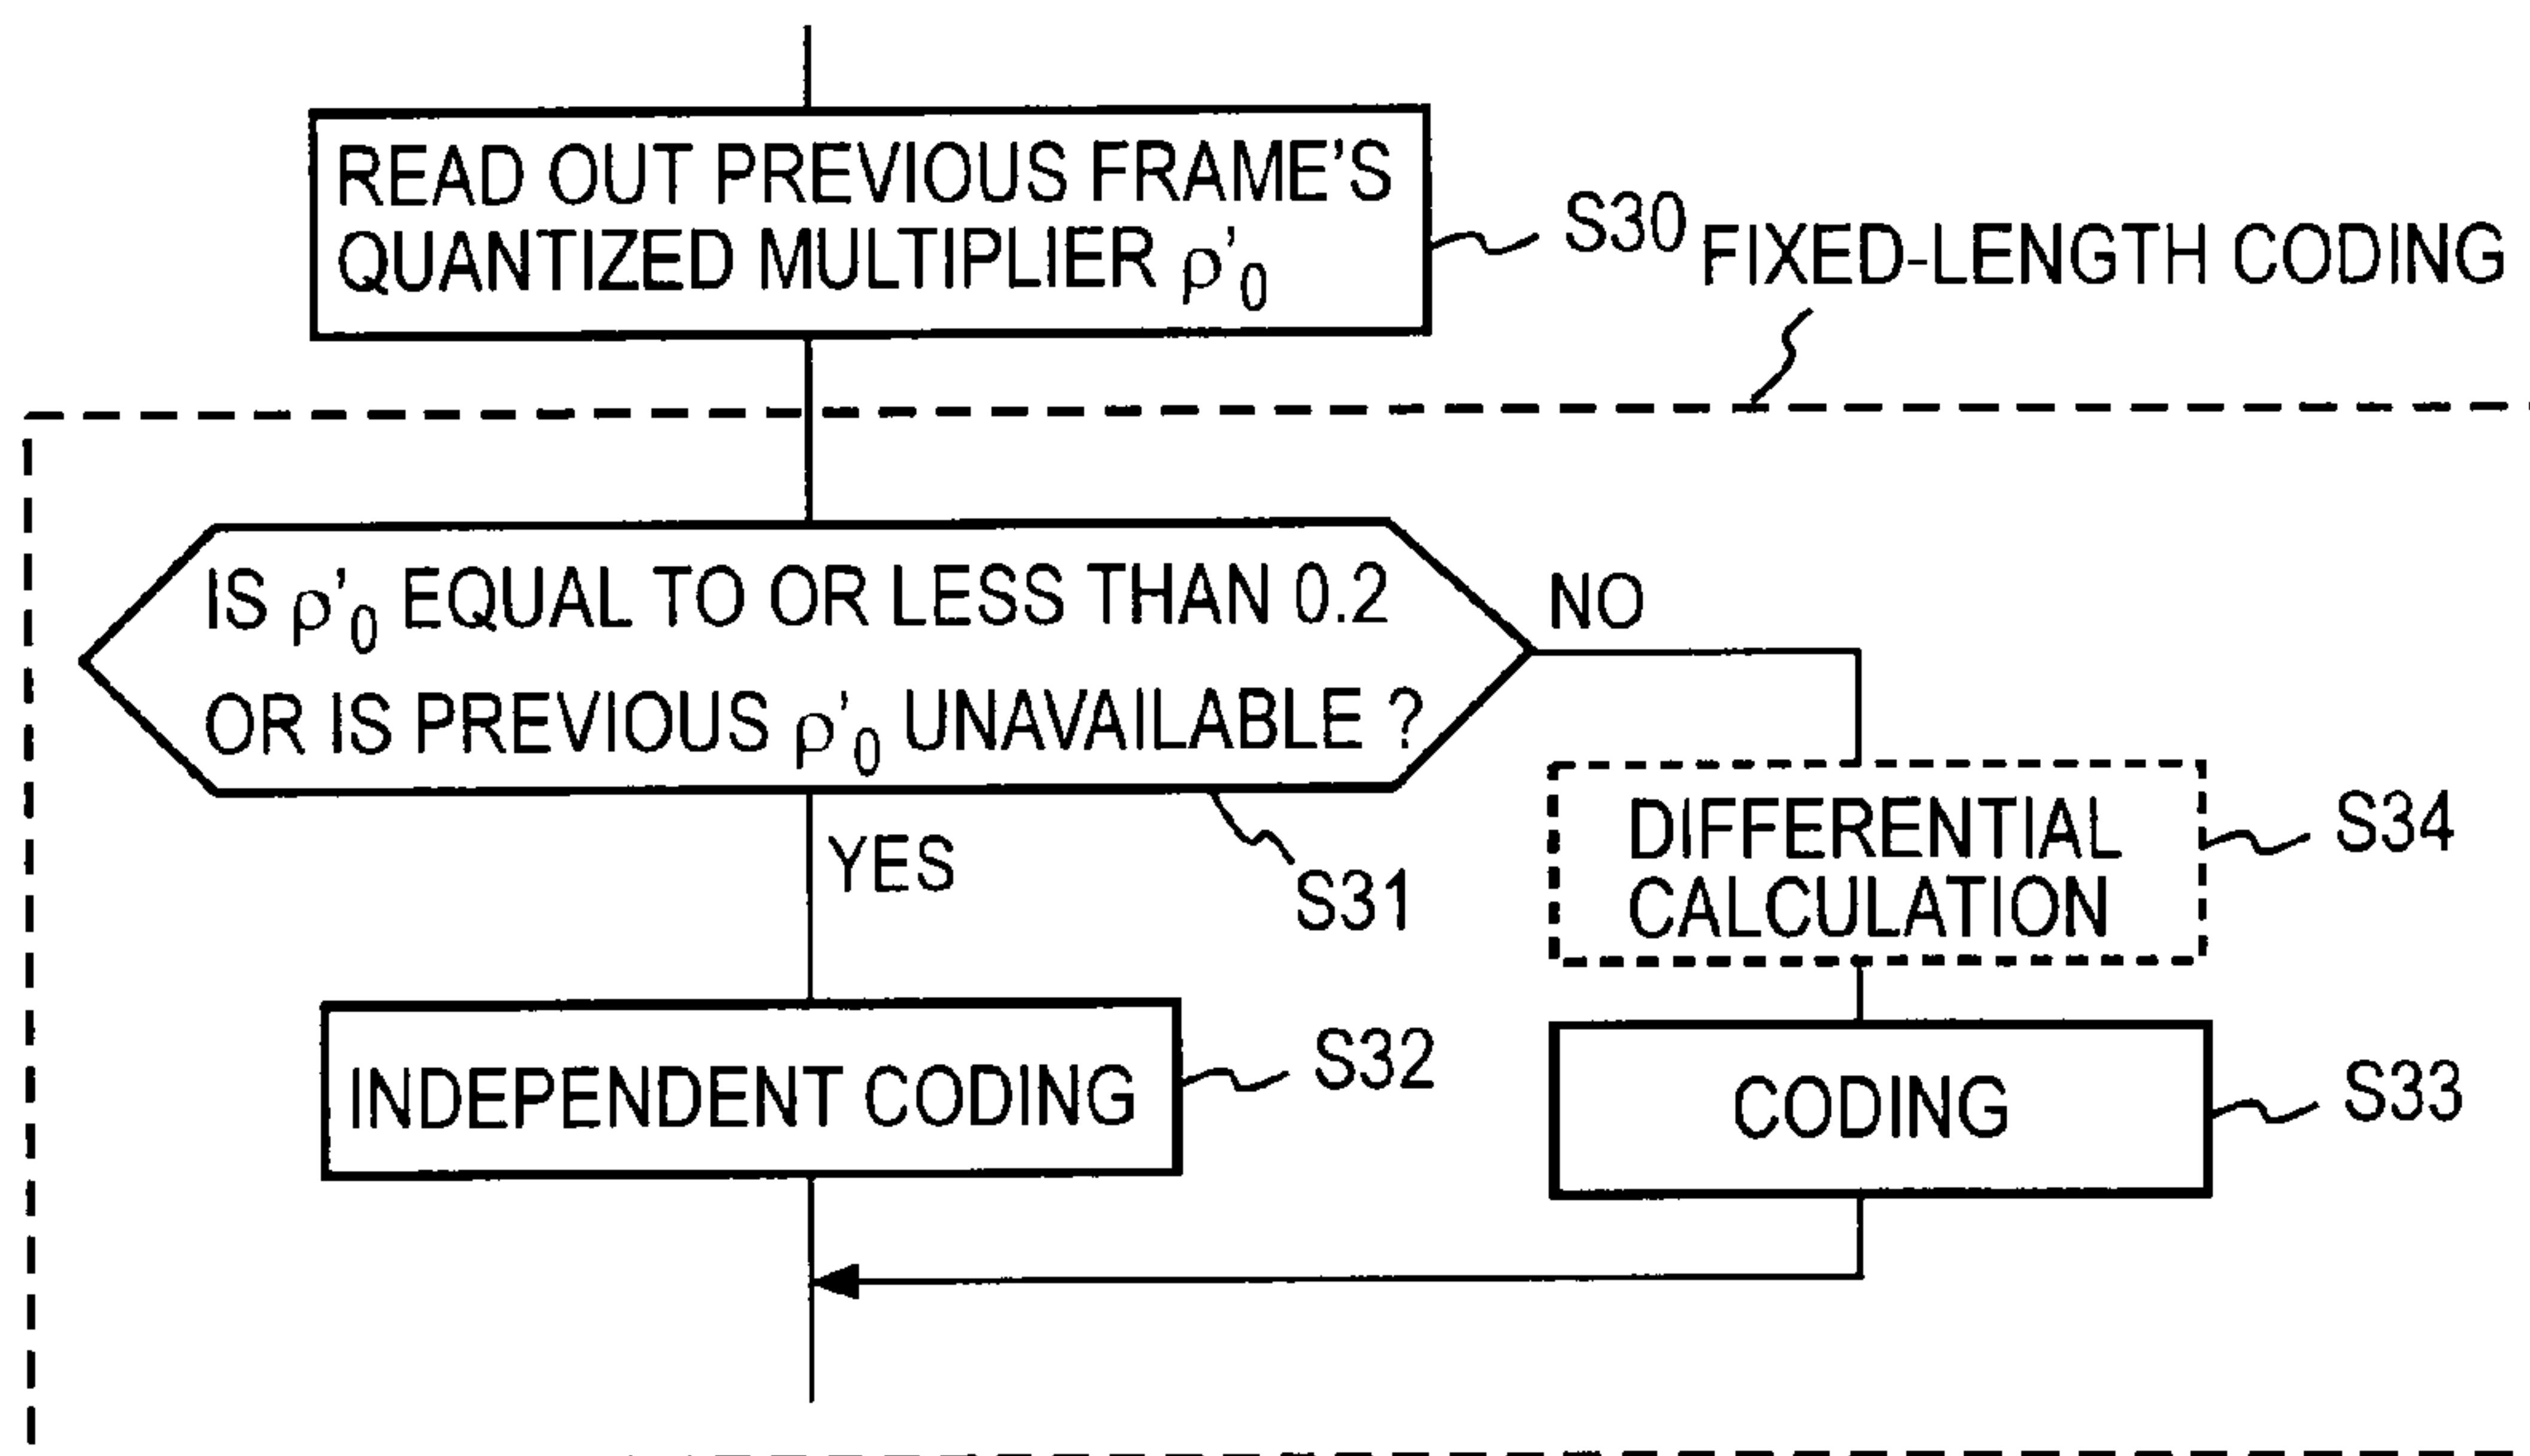 READ OUT PREVIOUS FRAME'S
QUANTIZED MULTIPLIER ρ'0
S30
FIXED-LENGTH CODING
IS ρ'0 EQUAL TO OR LESS THAN 0.2
OR IS PREVIOUS ρ'0 UNAVAILABLE ?
NO
YES
S31
DIFFERENTIAL
CALCULATION
S34
INDEPENDENT CODING
S32
CODING
S33